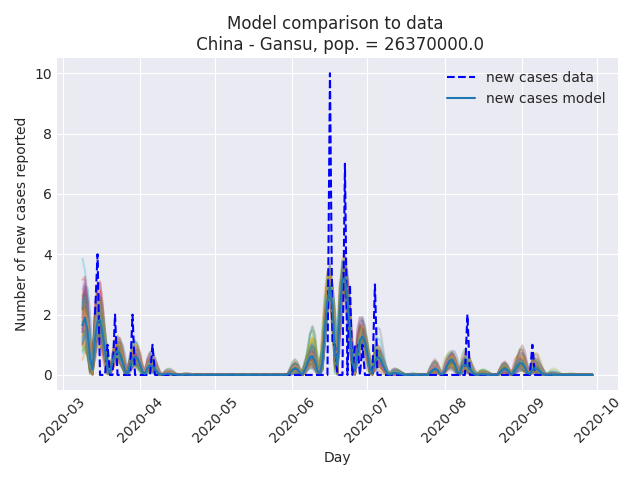 Model comparison to data
China - Gansu, pop. = 26370000.0
new cases data
new cases model
Number of new cases reported
10
8
6
4
2
0
2020-03
2020-04
2020-05
2020-06
2020-07
2020-08
2020-09
2020-10
Day